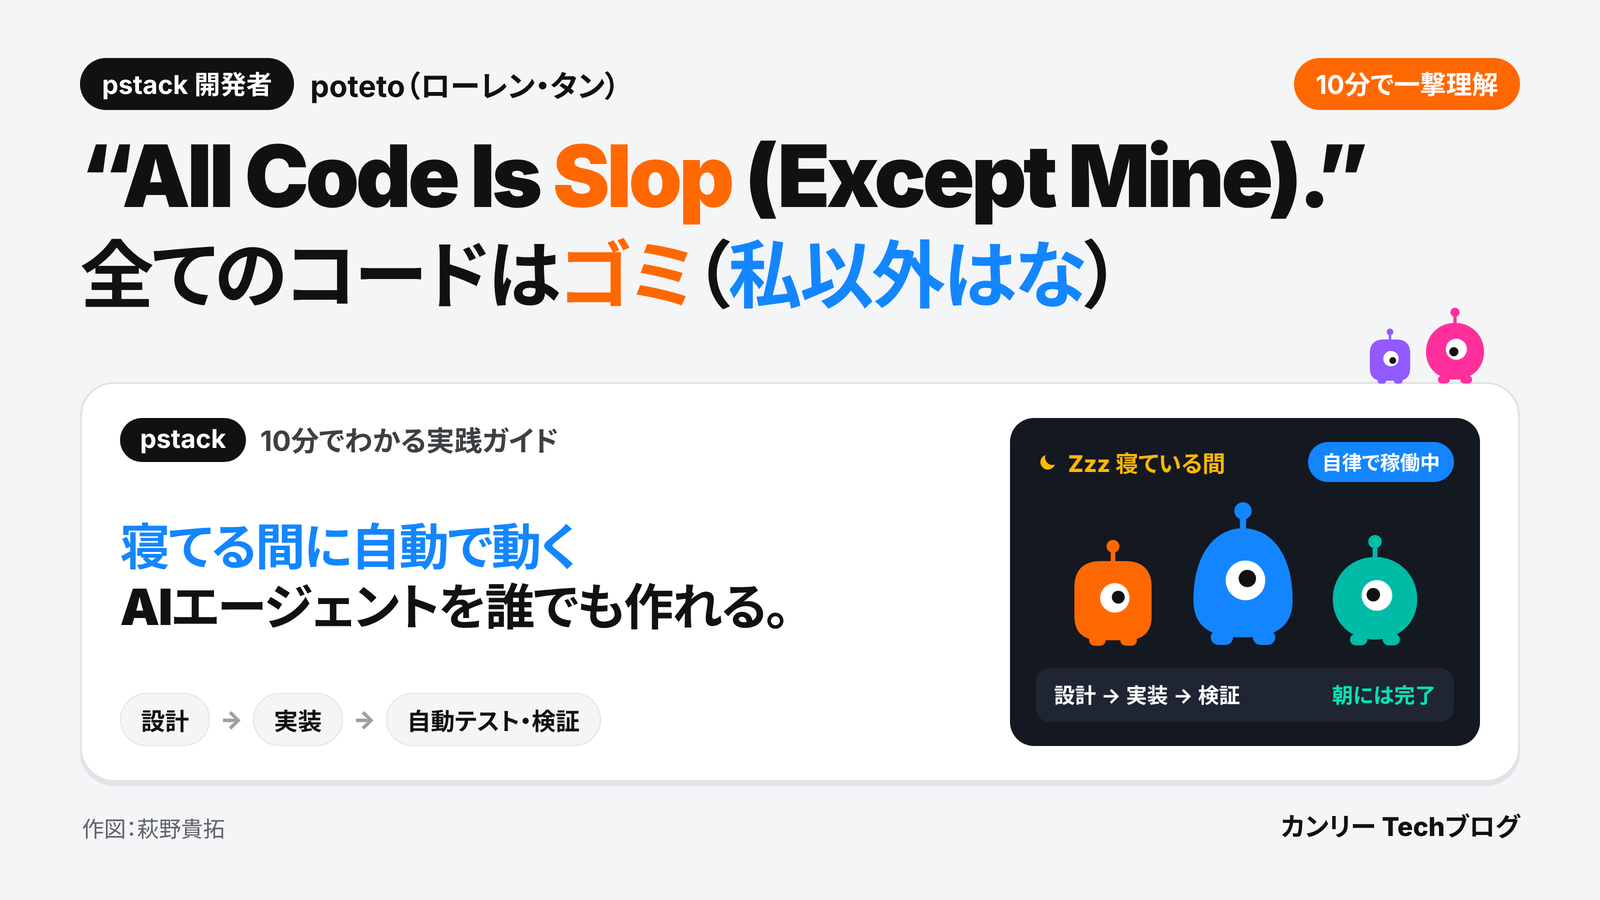 pstack 開発者 poteto（ローレン・タン）
10分で一撃理解
“All Code Is Slop (Except Mine).”
全てのコードはゴミ（私以外はな）
pstack 10分でわかる実践ガイド
寝てる間に自動で動く
AIエージェントを誰でも作れる。
設計 → 実装 → 自動テスト・検証
Zzz 寝ている間
自律で稼働中
設計 → 実装 → 検証
朝には完了
作図：萩野貴拓
カンリー Techブログ